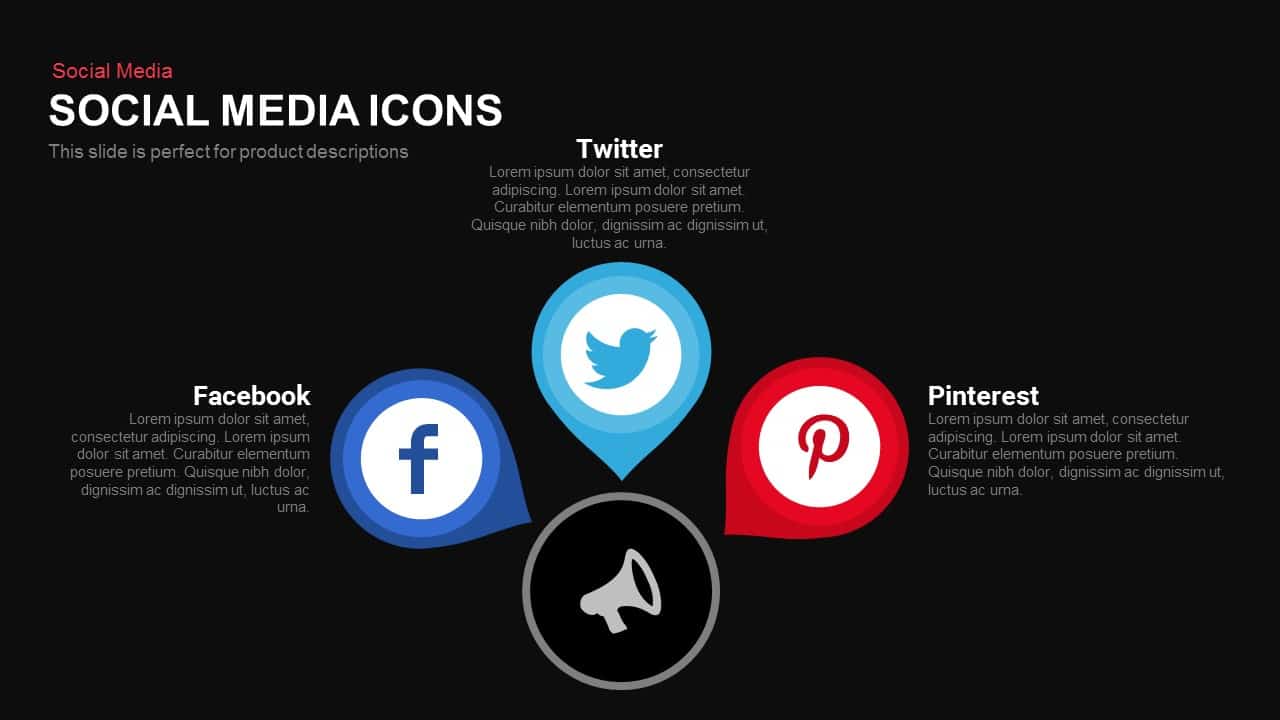 Social Media
SOCIAL MEDIA ICONS
This slide is perfect for product descriptions
Twitter
Lorem ipsum dolor sit amet, consectetur
adipiscing. Lorem ipsum dolor sit amet.
Curabitur elementum posuere pretium.
Quisque nibh dolor, dignissim ac dignissim ut,
luctus ac urna.
Facebook
Lorem ipsum dolor sit amet,
consectetur adipiscing. Lorem ipsum
dolor sit amet. Curabitur elementum
posuere pretium. Quisque nibh dolor,
dignissim ac dignissim ut, luctus ac
urna.
Pinterest
Lorem ipsum dolor sit amet, consectetur
adipiscing. Lorem ipsum dolor sit amet.
Curabitur elementum posuere pretium.
Quisque nibh dolor, dignissim ac dignissim ut,
luctus ac urna.